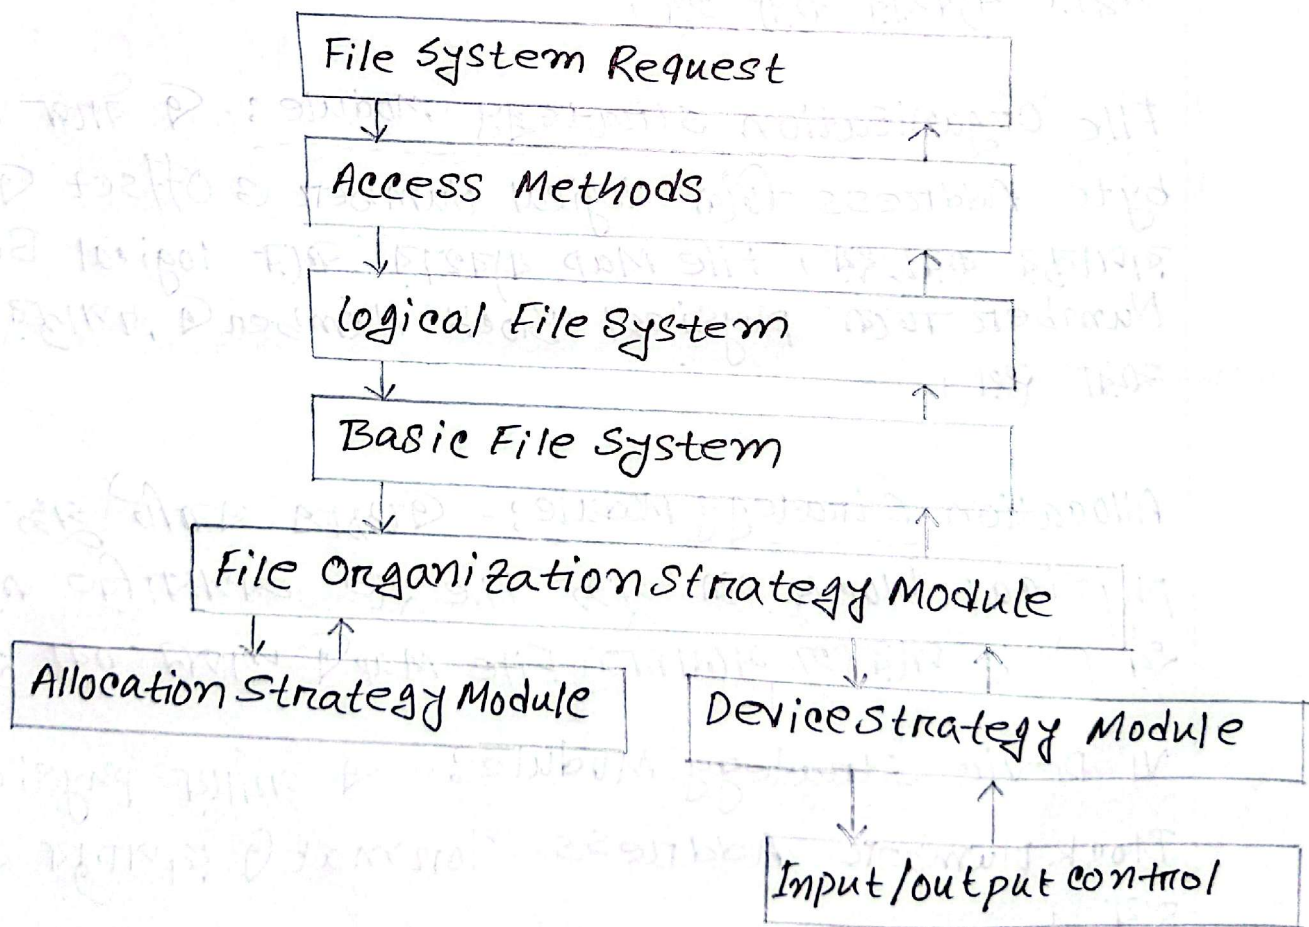 File System Request
Access Methods
Logical File System
Basic File System
File Organization Strategy Module
Allocation Strategy Module
Device Strategy Module
Input/output control